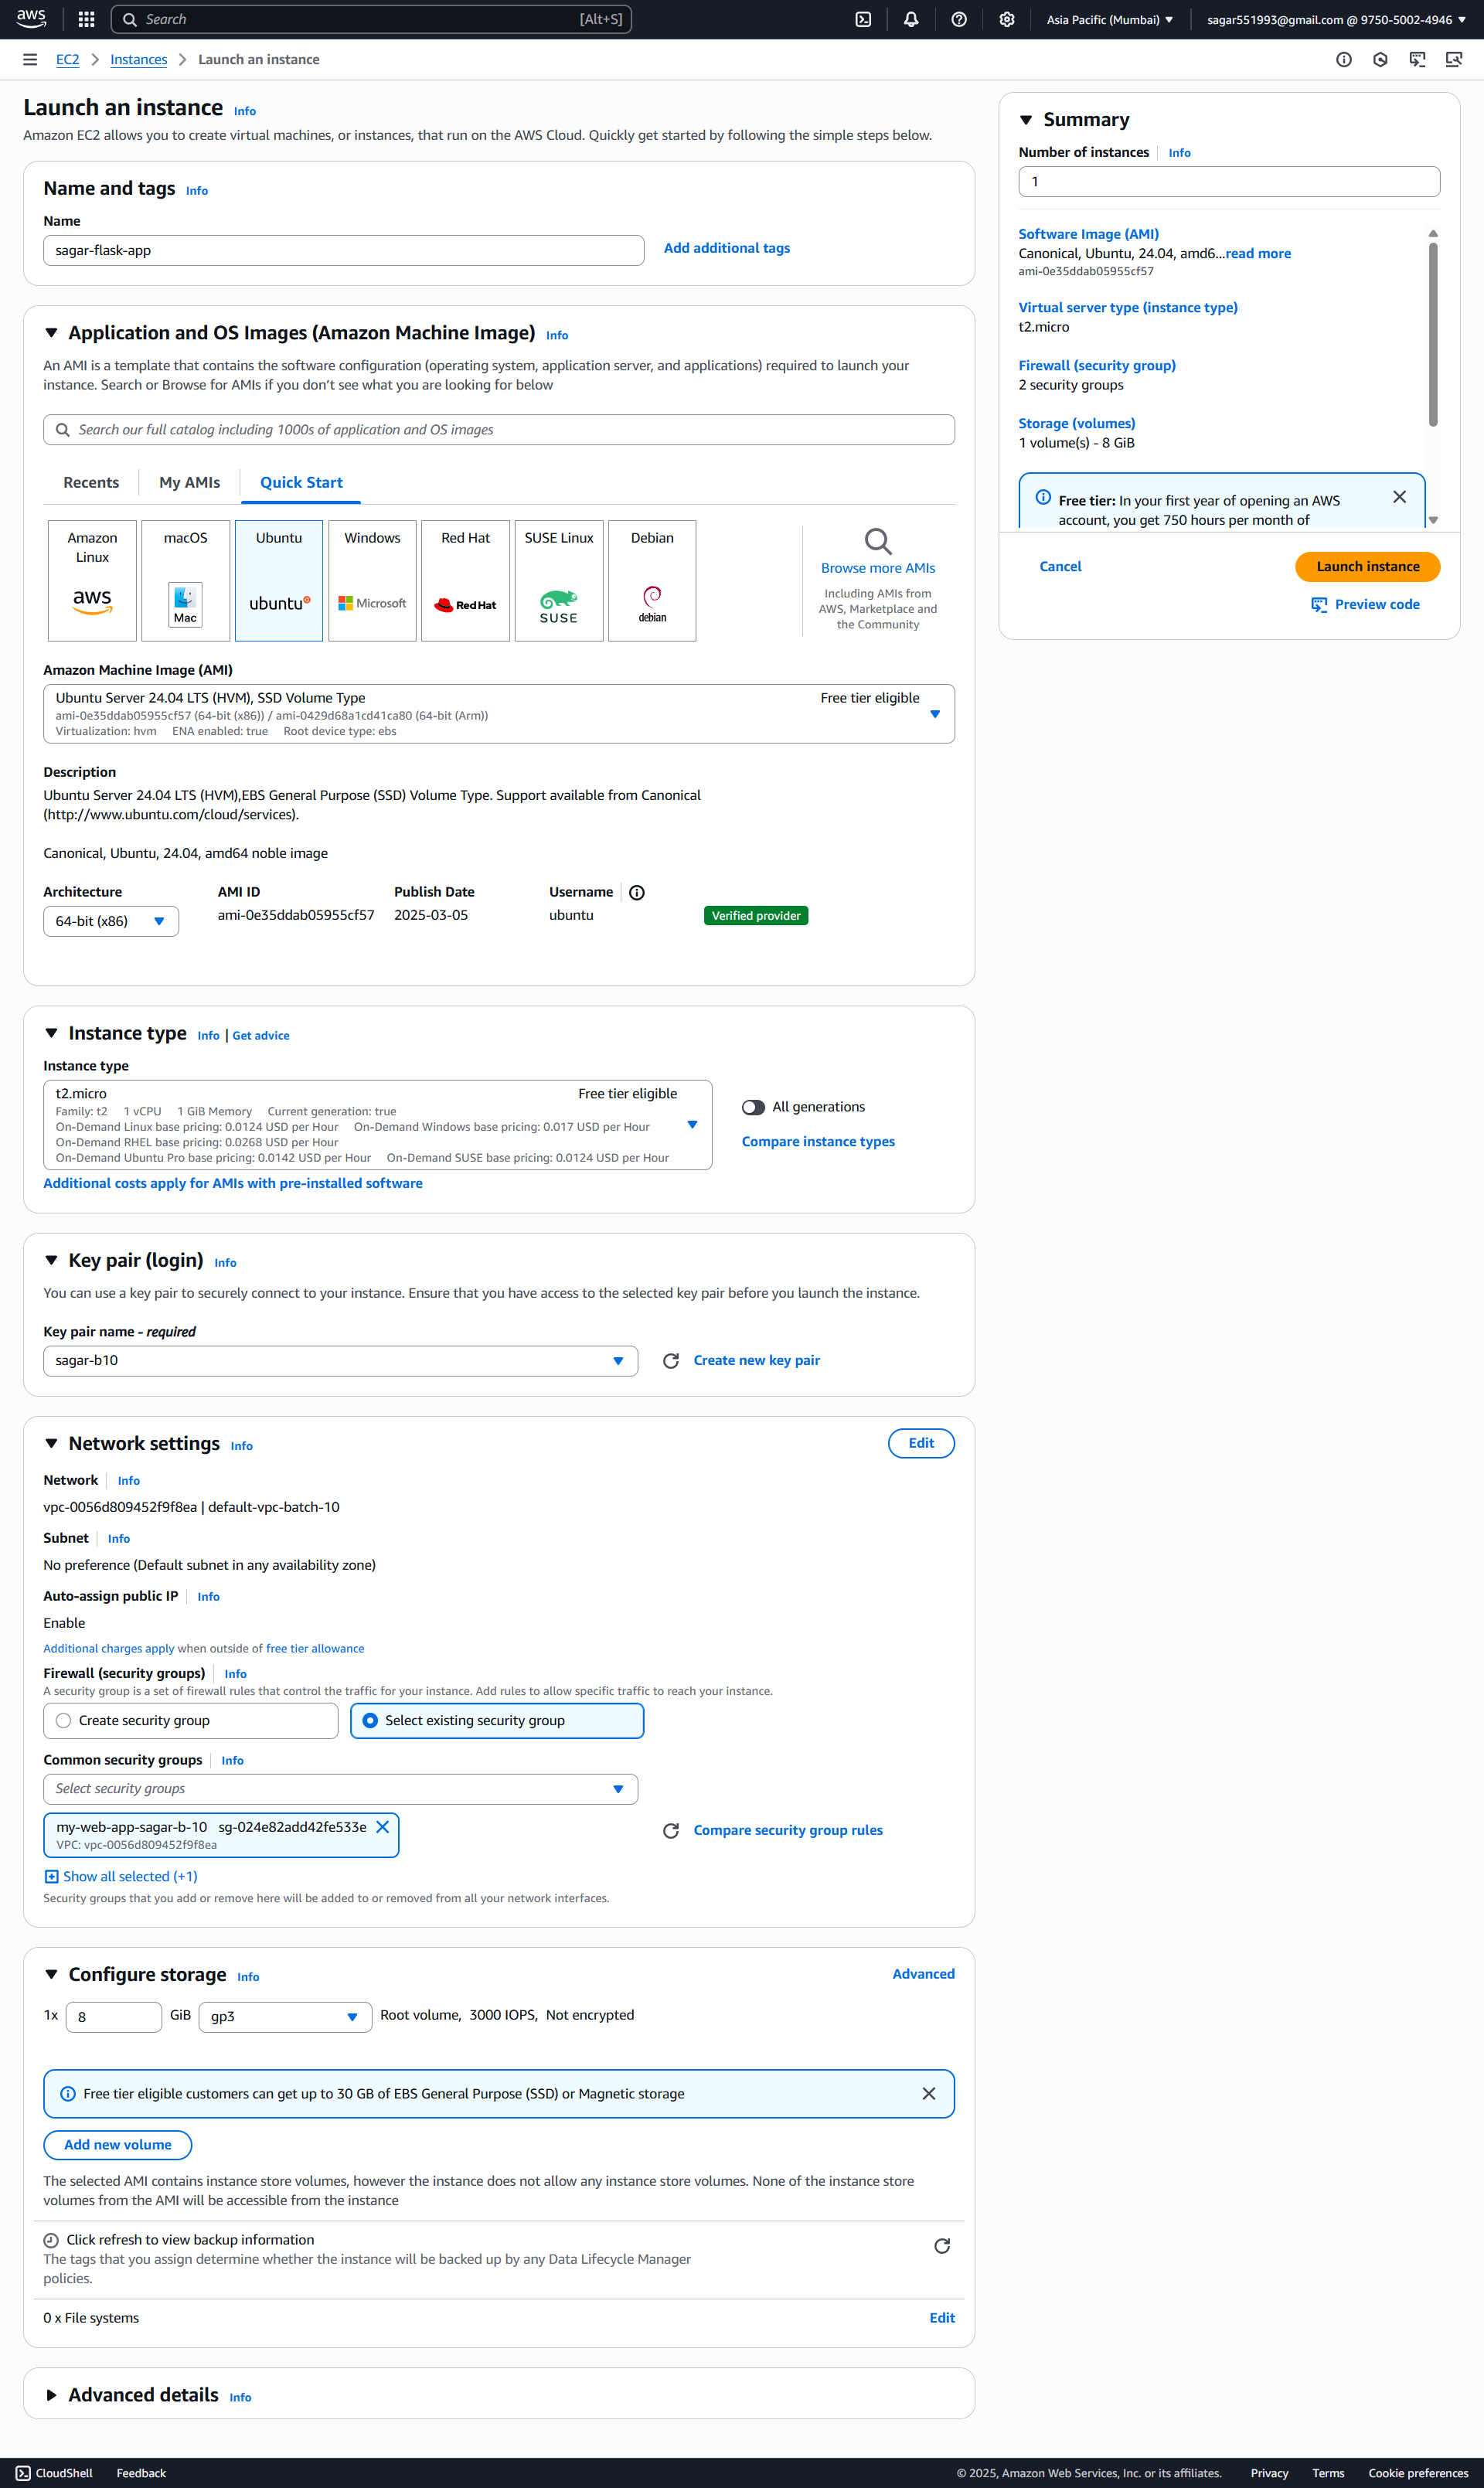 aws
Search
[Alt+S]
Asia Pacific (Mumbai)
sagar551993@gmail.com @ 9750-5002-4946
EC2
Instances
Launch an instance
Launch an instance Info
Amazon EC2 allows you to create virtual machines, or instances, that run on the AWS Cloud. Quickly get started by following the simple steps below.
Name and tags Info
Name
sagar-flask-app
Add additional tags
Application and OS Images (Amazon Machine Image) Info
An AMI is a template that contains the software configuration (operating system, application server, and applications) required to launch your
instance. Search or Browse for AMIs if you don’t see what you are looking for below
Search our full catalog including 1000s of application and OS images
Recents
My AMIs
Quick Start
Amazon
Linux
aws
macOS
Mac
Ubuntu
ubuntu
Windows
Microsoft
Red Hat
Red Hat
SUSE Linux
SUSE
Debian
debian
Browse more AMIs
Including AMIs from
AWS, Marketplace and
the Community
Amazon Machine Image (AMI)
Ubuntu Server 24.04 LTS (HVM), SSD Volume Type
Free tier eligible
ami-0e35ddab05955cf57 (64-bit (x86)) / ami-0429d68a1cd41ca80 (64-bit (Arm))
Virtualization: hvm ENA enabled: true Root device type: ebs
Description
Ubuntu Server 24.04 LTS (HVM),EBS General Purpose (SSD) Volume Type. Support available from Canonical
(http://www.ubuntu.com/cloud/services).
Canonical, Ubuntu, 24.04, amd64 noble image
Architecture
64-bit (x86)
AMI ID
ami-0e35ddab05955cf57
Publish Date
2025-03-05
Username
ubuntu
Verified provider
Instance type Info | Get advice
Instance type
t2.micro
Free tier eligible
Family: t2 1 vCPU 1 GiB Memory Current generation: true
On-Demand Linux base pricing: 0.0124 USD per Hour On-Demand Windows base pricing: 0.017 USD per Hour
On-Demand RHEL base pricing: 0.0268 USD per Hour
On-Demand Ubuntu Pro base pricing: 0.0142 USD per Hour On-Demand SUSE base pricing: 0.0124 USD per Hour
All generations
Compare instance types
Additional costs apply for AMIs with pre-installed software
Key pair (login) Info
You can use a key pair to securely connect to your instance. Ensure that you have access to the selected key pair before you launch the instance.
Key pair name - required
sagar-b10
Create new key pair
Network settings Info
Edit
Network Info
vpc-0056d809452f9f8ea | default-vpc-batch-10
Subnet Info
No preference (Default subnet in any availability zone)
Auto-assign public IP Info
Enable
Additional charges apply when outside of free tier allowance
Firewall (security groups) Info
A security group is a set of firewall rules that control the traffic for your instance. Add rules to allow specific traffic to reach your instance.
Create security group
Select existing security group
Common security groups Info
Select security groups
my-web-app-sagar-b-10 sg-024e82add42fe533e
VPC: vpc-0056d809452f9f8ea
Compare security group rules
Show all selected (+1)
Security groups that you add or remove here will be added to or removed from all your network interfaces.
Configure storage Info
Advanced
1x 8 GiB gp3 Root volume, 3000 IOPS, Not encrypted
Free tier eligible customers can get up to 30 GB of EBS General Purpose (SSD) or Magnetic storage
Add new volume
The selected AMI contains instance store volumes, however the instance does not allow any instance store volumes. None of the instance store
volumes from the AMI will be accessible from the instance
Click refresh to view backup information
The tags that you assign determine whether the instance will be backed up by any Data Lifecycle Manager
policies.
0 x File systems
Edit
Advanced details Info
Summary
Number of instances Info
1
Software Image (AMI)
Canonical, Ubuntu, 24.04, amd6...read more
ami-0e35ddab05955cf57
Virtual server type (instance type)
t2.micro
Firewall (security group)
2 security groups
Storage (volumes)
1 volume(s) - 8 GiB
Free tier: In your first year of opening an AWS
account, you get 750 hours per month of
Cancel
Launch instance
Preview code
CloudShell
Feedback
© 2025, Amazon Web Services, Inc. or its affiliates.
Privacy
Terms
Cookie preferences